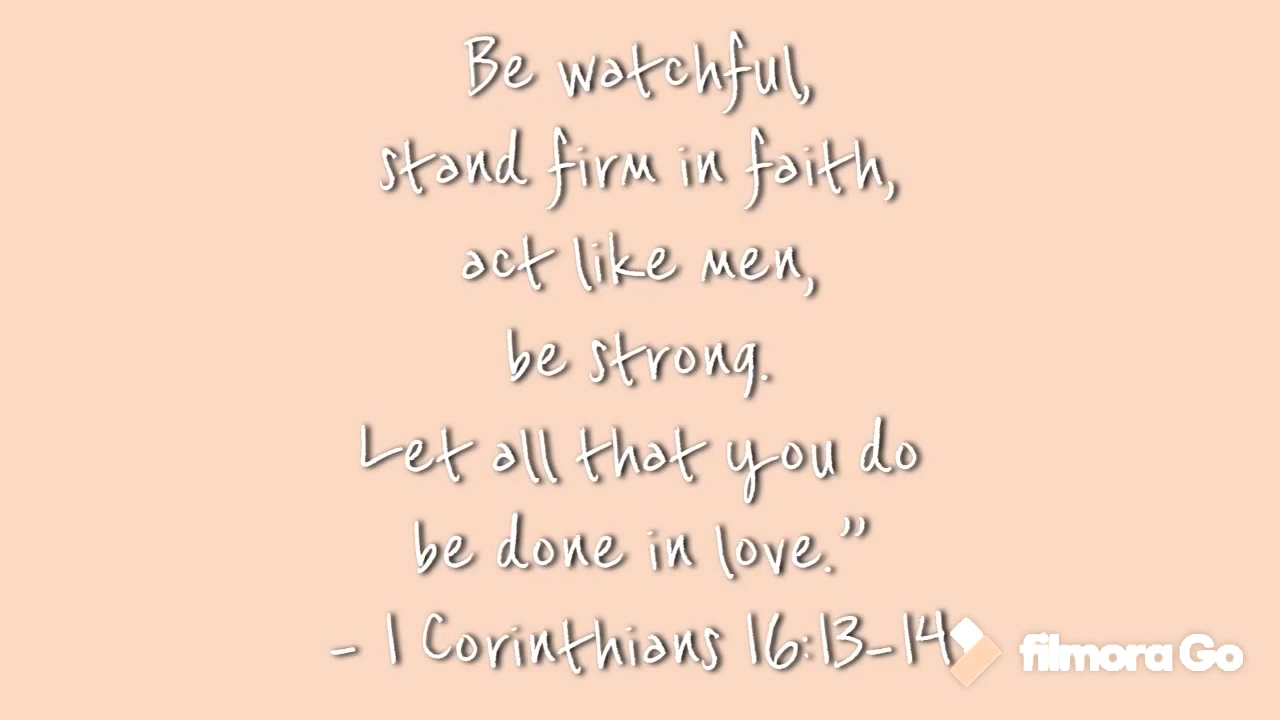 Be watchful,
stand firm in faith,
act like men,
be strong.
Let all that you do
be done in love.”
- 1 Corinthians 16:13-14
filmora Go